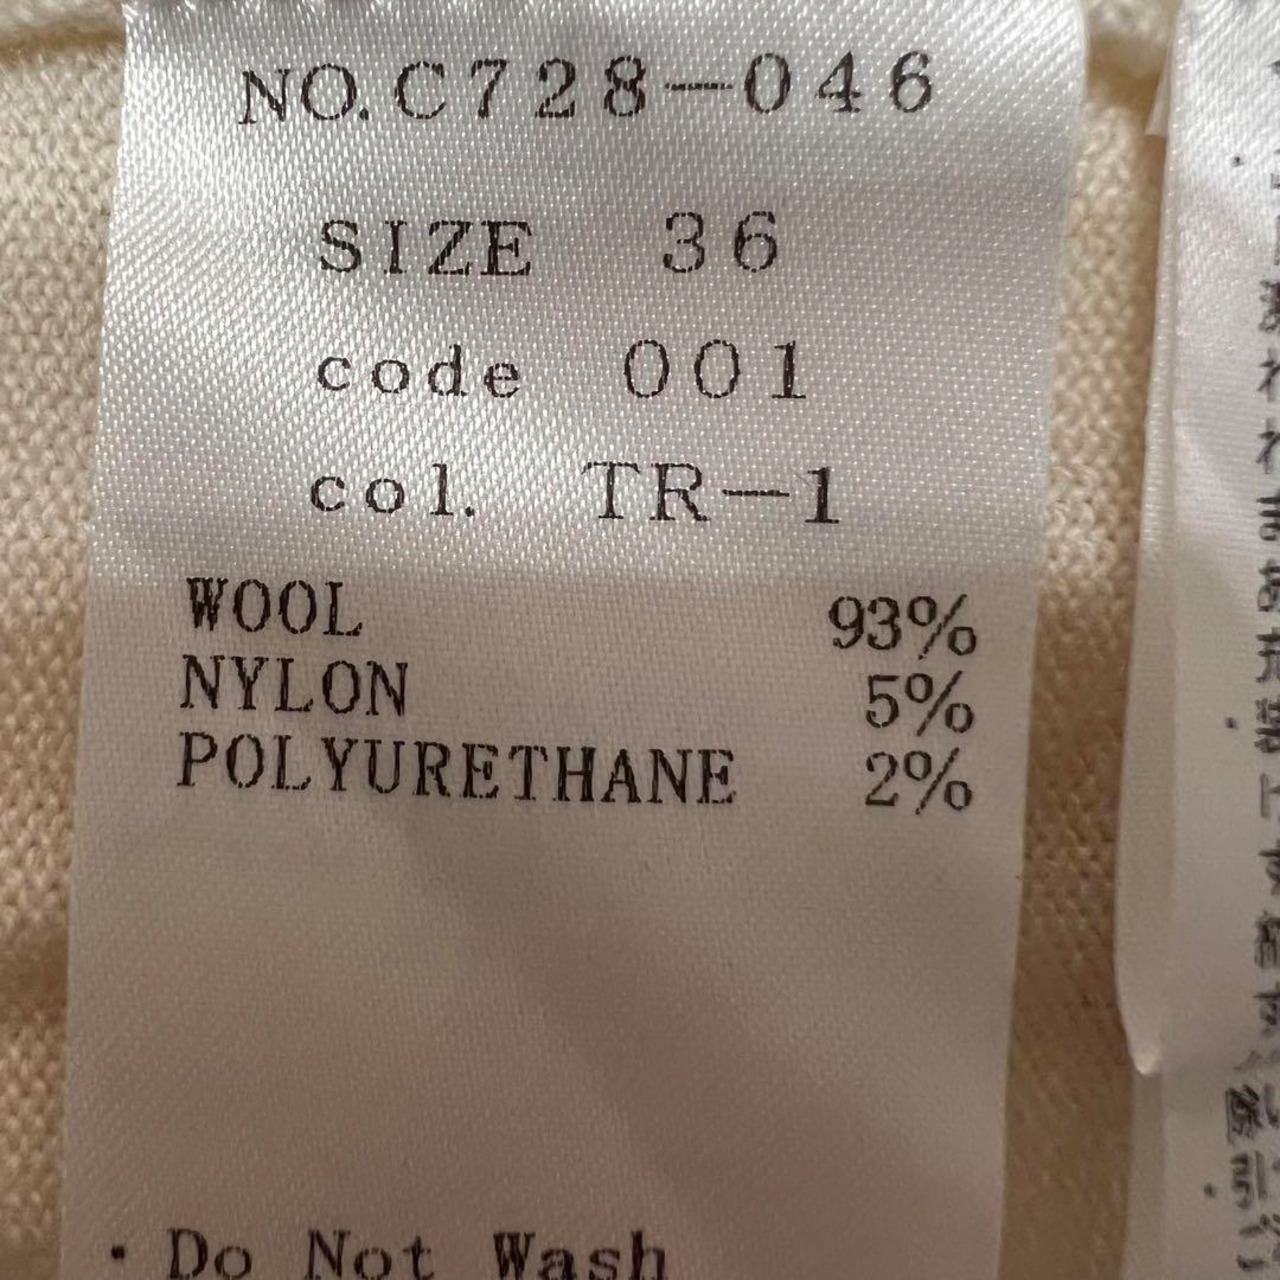 NO.C728-046
SIZE 36
code 001
col. TR-1
WOOL 93%
NYLON 5%
POLYURETHANE 2%
・Do Not Wash